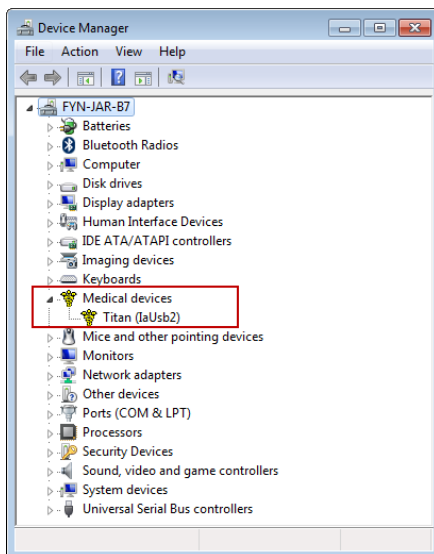 Device Manager
File Action View Help
FYN-JAR-B7
Batteries
Bluetooth Radios
Computer
Disk drives
Display adapters
Human Interface Devices
IDE ATA/ATAPI controllers
Imaging devices
Keyboards
Medical devices
Titan (IaUsb2)
Mice and other pointing devices
Monitors
Network adapters
Other devices
Ports (COM & LPT)
Processors
Security Devices
Sound, video and game controllers
System devices
Universal Serial Bus controllers